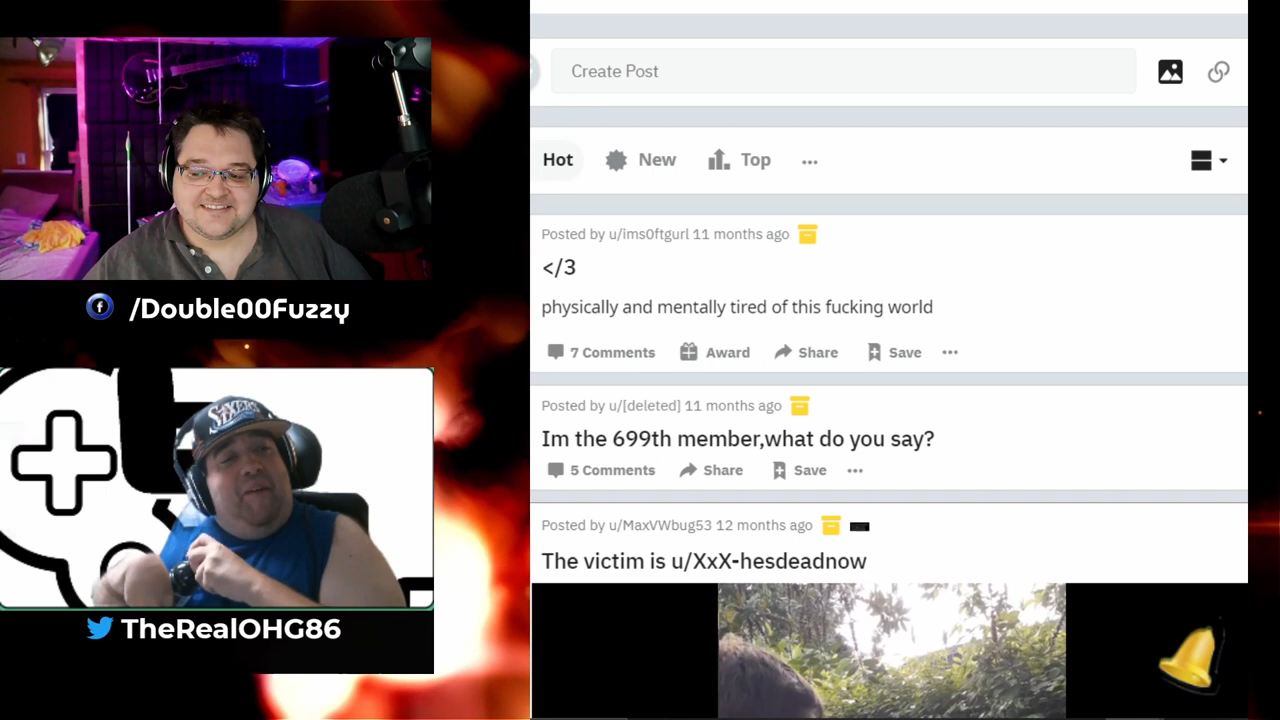 /Double00Fuzzy
SIXERS
TheRealOHG86
Create Post
Hot
New
Top
Posted by u/ims0ftgurl 11 months ago
</3
physically and mentally tired of this fucking world
7 Comments
Award
Share
Save
Posted by u/[deleted] 11 months ago
Im the 699th member,what do you say?
5 Comments
Share
Save
Posted by u/MaxVWbug53 12 months ago
The victim is u/XxX-hesdeadnow